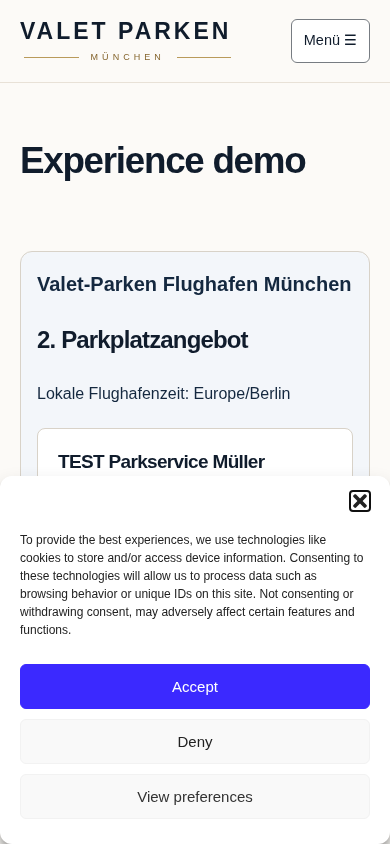 VALET PARKEN
MÜNCHEN
Menü ☰
Experience demo
Valet-Parken Flughafen München
2. Parkplatzangebot
Lokale Flughafenzeit: Europe/Berlin
TEST Parkservice Müller
To provide the best experiences, we use technologies like
cookies to store and/or access device information. Consenting to
these technologies will allow us to process data such as
browsing behavior or unique IDs on this site. Not consenting or
withdrawing consent, may adversely affect certain features and
functions.
Accept
Deny
View preferences